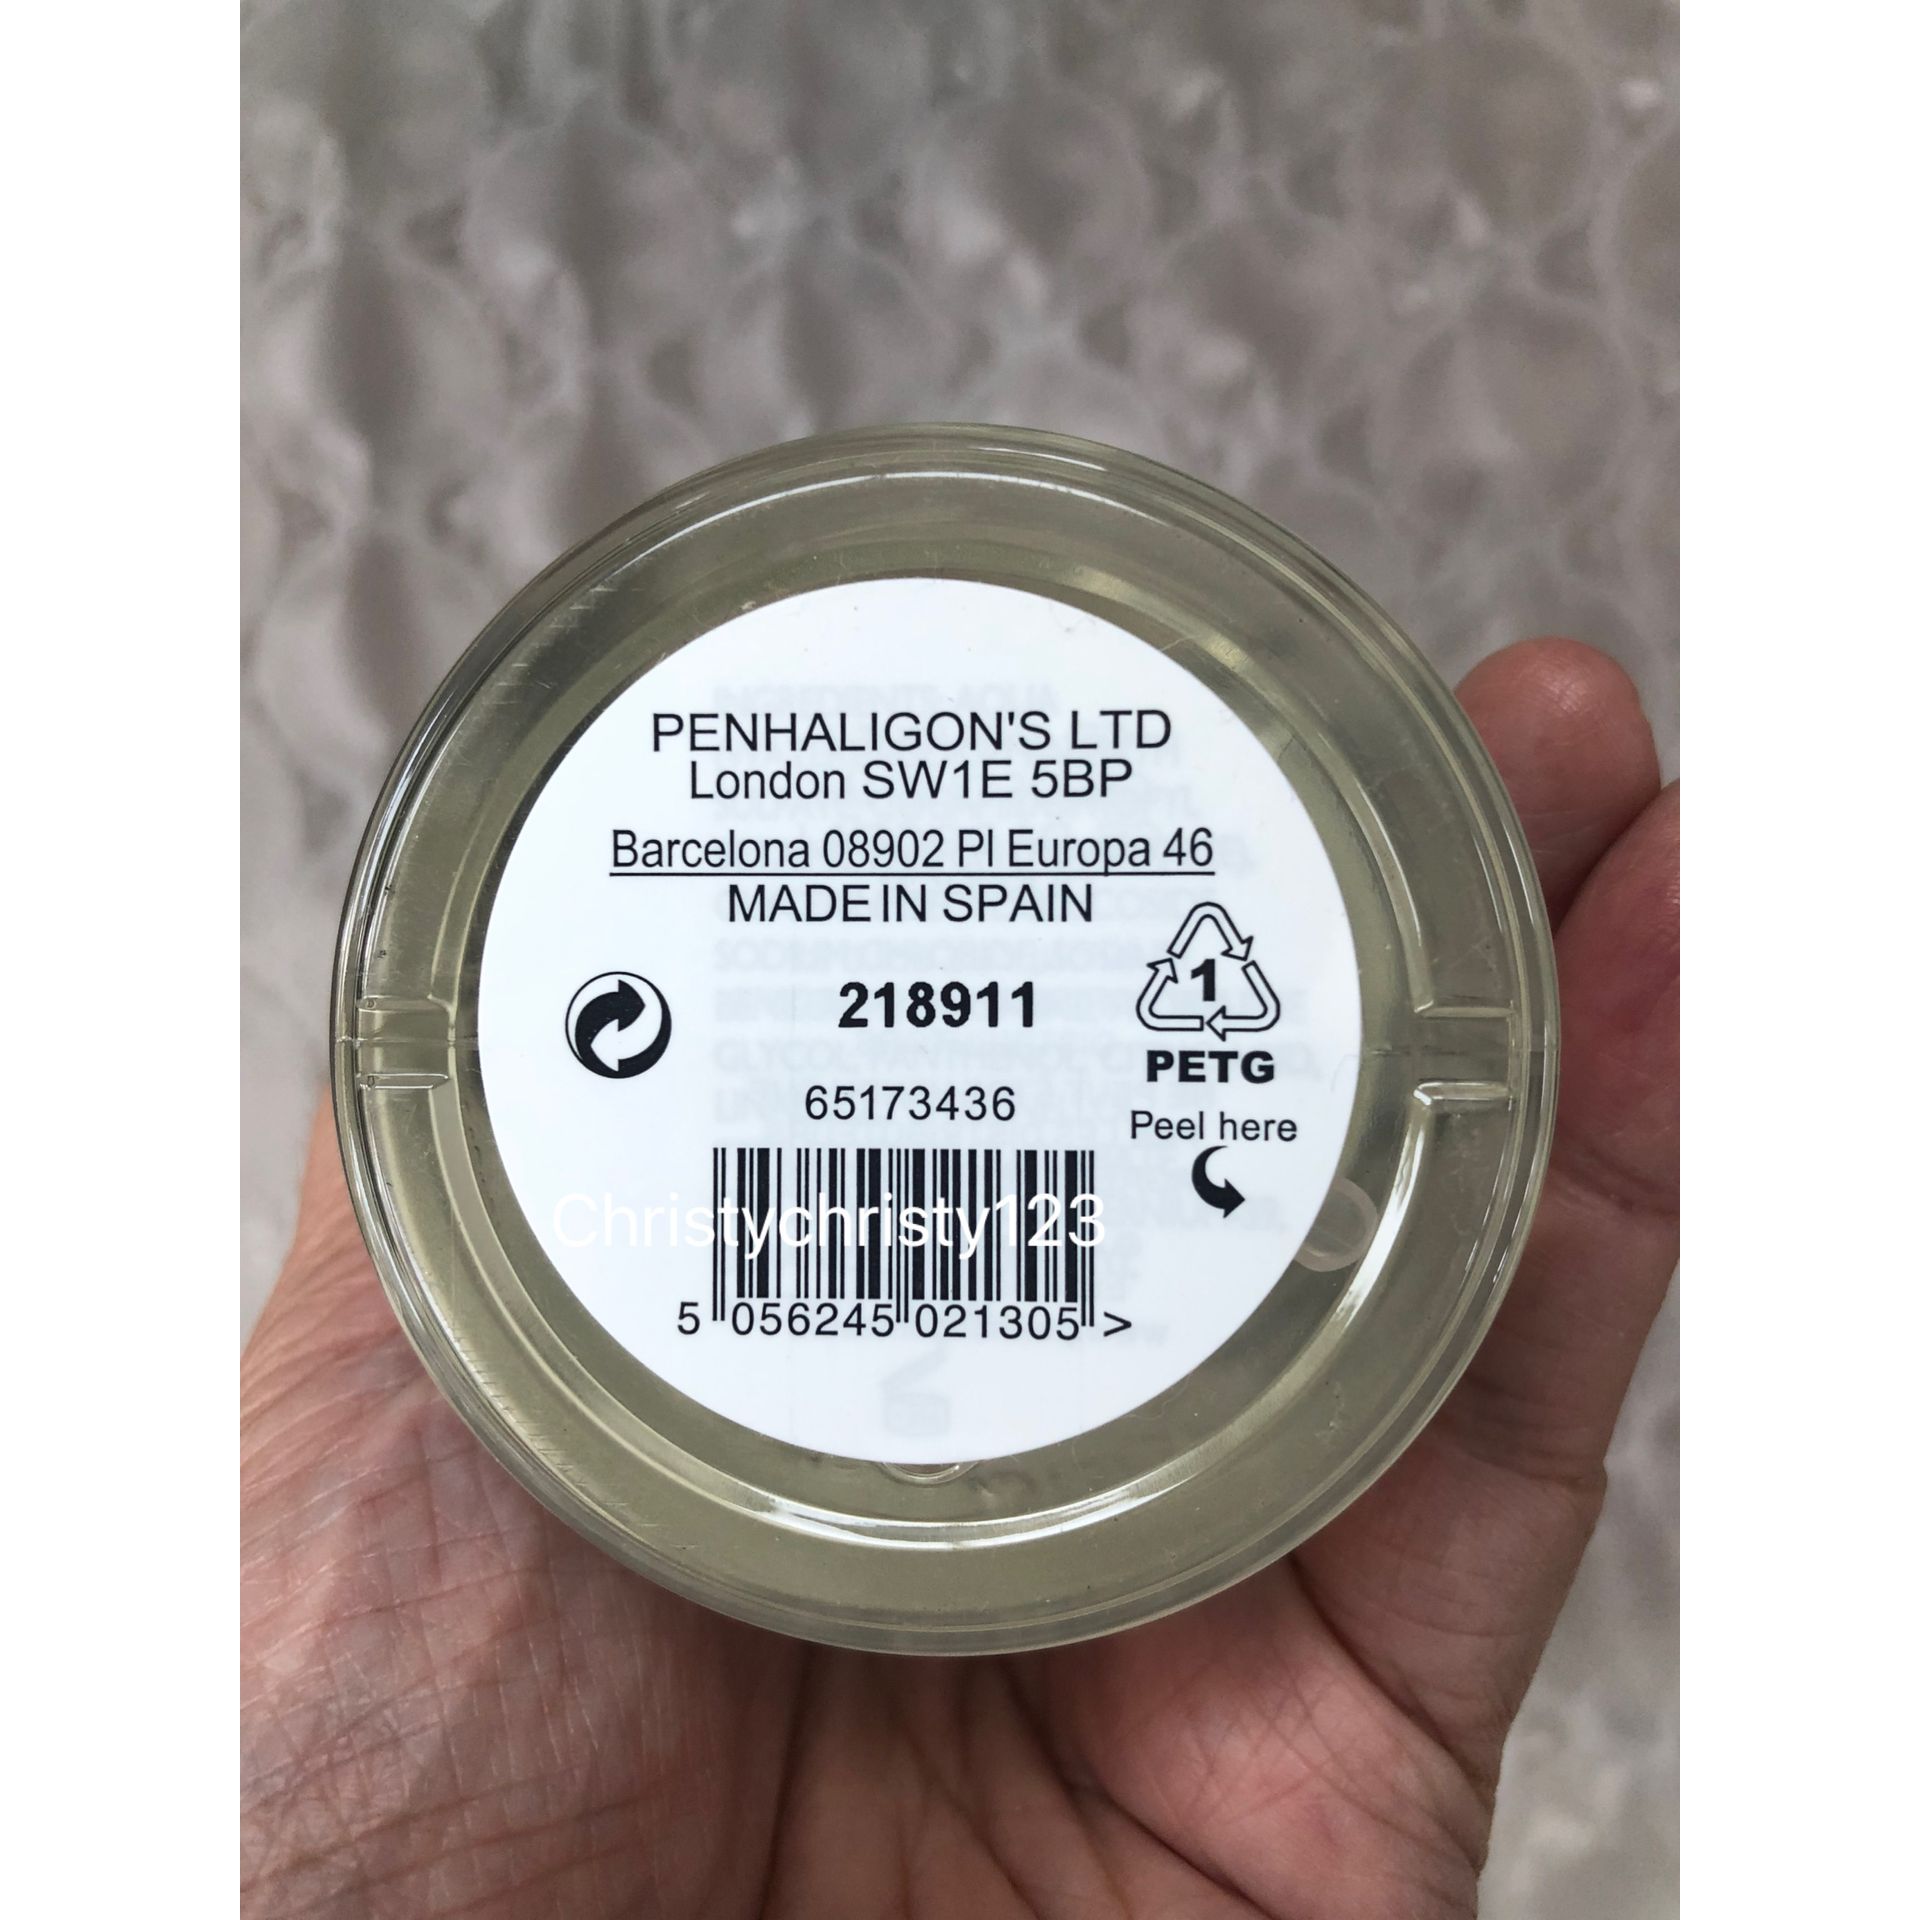 PENHALIGON'S LTD
London SW1E 5BP
Barcelona 08902 Pl Europa 46
MADE IN SPAIN
218911
1
PETG
65173436
Peel here
Christychristy123
5 056245 021305 >